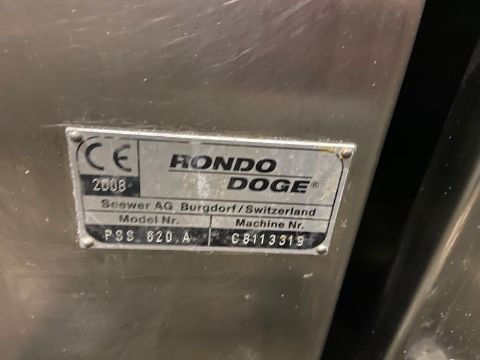 CE RONDO
2008 DOGE®
Seewer AG Burgdorf/Switzerland
Model Nr. Machine Nr.
PSS 620.A C8113319